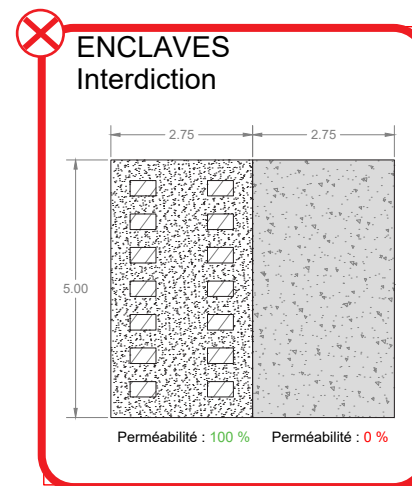 ENCLAVES
Interdiction
2.75 2.75
5.00
Perméabilité : 100 % Perméabilité : 0 %